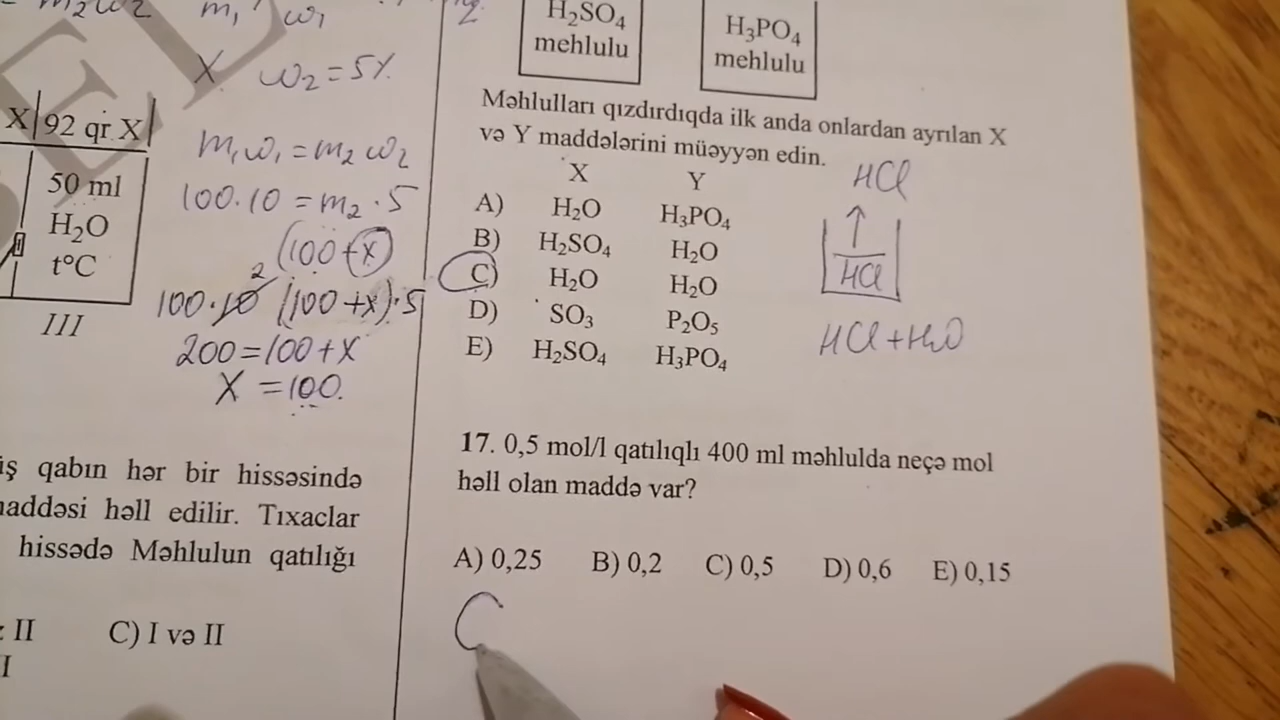 m₁ ω₁
X ω₂ = 5%
X 92 qr X
50 ml
H₂O
t°C
III
m₁ω₁ = m₂ω₂
100·10 = m₂·5
(100+x)
2
100·10 (100+x)·5
200 = 100+x
X = 100.
iş qabın hər bir hissəsində
maddəsi həll edilir. Tıxaclar
hissədə Məhlulun qatılığı
II C) I və II
I
H₂SO₄
mehlulu
H₃PO₄
mehlulu
Məhlulları qızdırdıqda ilk anda onlardan ayrılan X
və Y maddələrini müəyyən edin.
X Y
A) H₂O H₃PO₄
B) H₂SO₄ H₂O
C) H₂O H₂O
D) SO₃ P₂O₅
E) H₂SO₄ H₃PO₄
HCl
HCl
HCl + H₂O
17. 0,5 mol/l qatılıqlı 400 ml məhlulda neçə mol
həll olan maddə var?
A) 0,25 B) 0,2 C) 0,5 D) 0,6 E) 0,15
C